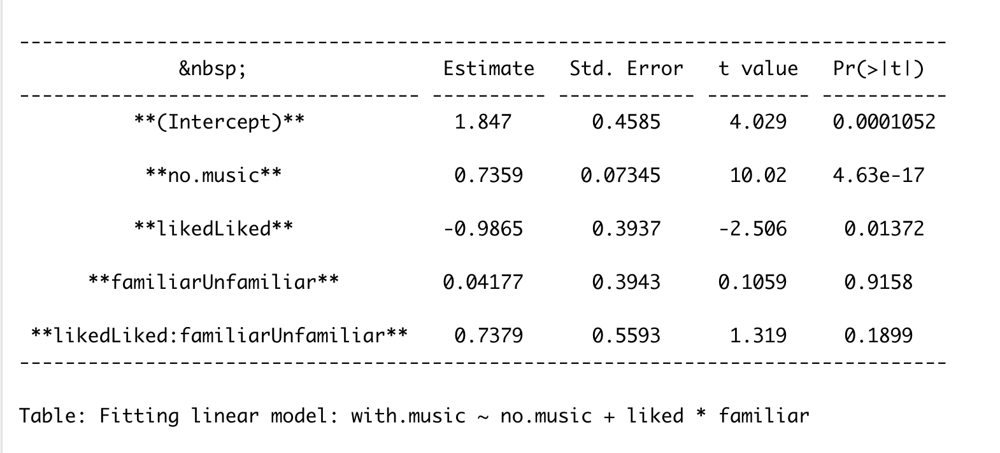 --------------------------------------------------------------------------------- 
&nbsp; Estimate Std. Error t value Pr(>|t|)
----------------------------------- ---------- ------------ --------- -----------
**(Intercept)** 1.847 0.4585 4.029 0.0001052
**no.music** 0.7359 0.07345 10.02 4.63e-17
**likedLiked** -0.9865 0.3937 -2.506 0.01372
**familiarUnfamiliar** 0.04177 0.3943 0.1059 0.9158
**likedLiked:familiarUnfamiliar** 0.7379 0.5593 1.319 0.1899
---------------------------------------------------------------------------------
Table: Fitting linear model: with.music ~ no.music + liked * familiar